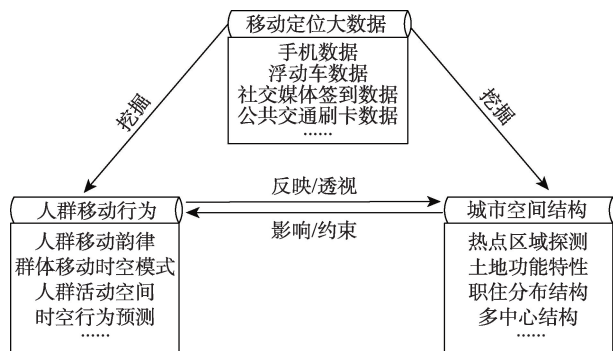 移动定位大数据
手机数据
浮动车数据
社交媒体签到数据
公共交通刷卡数据
……
挖掘
挖掘
反映/透视
影响/约束
人群移动行为
人群移动韵律
群体移动时空模式
人群活动空间
时空行为预测
……
城市空间结构
热点区域探测
土地功能特性
职住分布结构
多中心结构
……